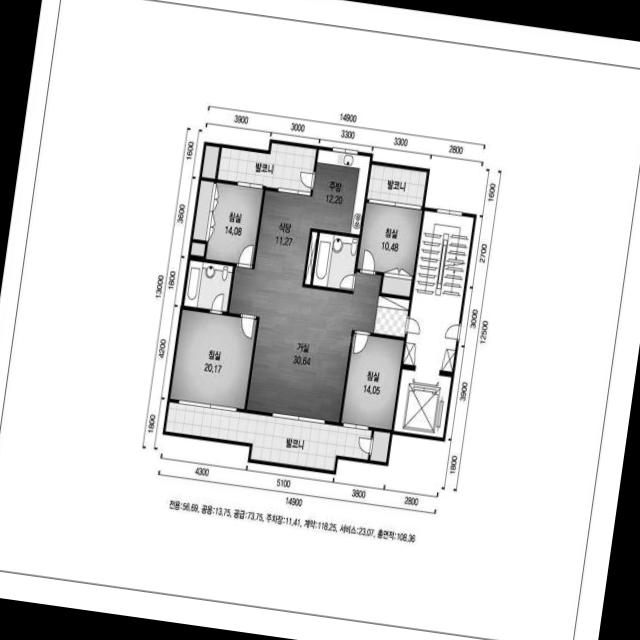 14900
3900 3000 3300 3300 2800
1600 3600 1800 13000 4200 1800
1600 2700 3000 12500 3900 1800
발코니
주방
12,20
발코니
침실
14,08
식당
11,27
침실
10,48
거실
30,64
침실
20,17
침실
14,05
발코니
4300 5100 3800 2800
14900
전용:56,69, 공용:13,75, 공급:73,75, 주차장:11,41, 계약:118,25, 서비스:23,07, 총면적:108,36